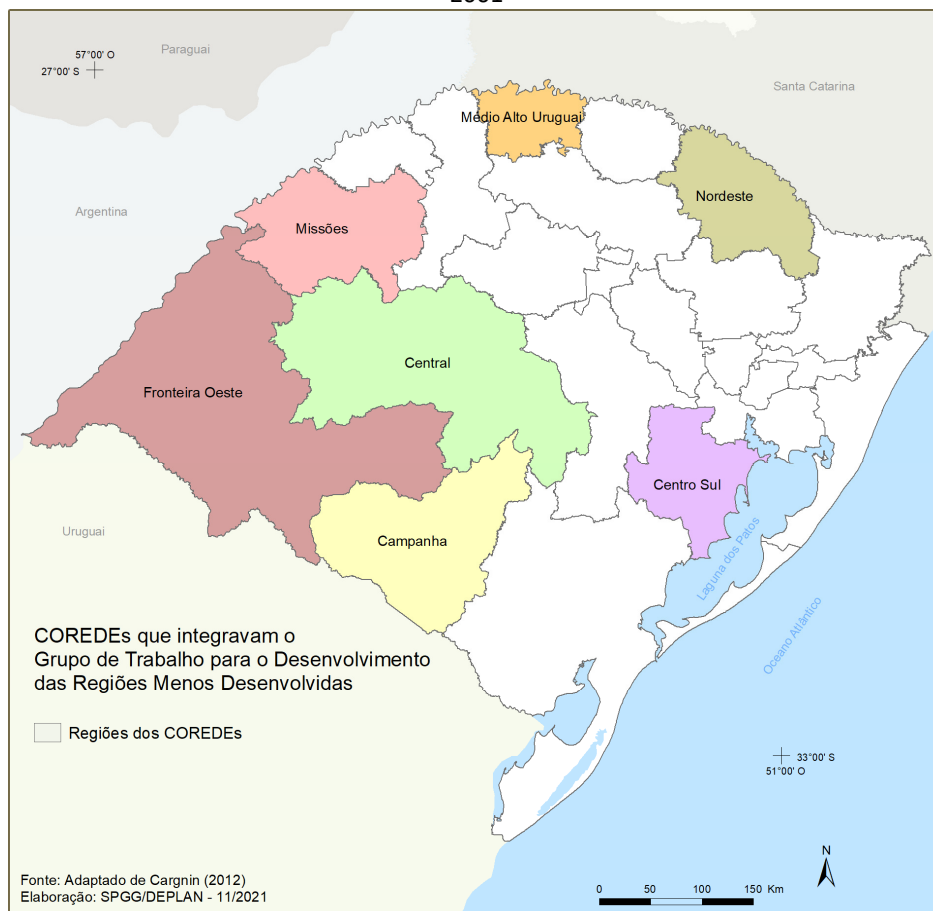 Paraguai
57°00' O
27°00' S
Santa Catarina
Médio Alto Uruguai
Nordeste
Argentina
Missões
Central
Fronteira Oeste
Centro Sul
Uruguai
Campanha
Laguna dos Patos
Oceano Atlântico
COREDEs que integravam o
Grupo de Trabalho para o Desenvolvimento
das Regiões Menos Desenvolvidas
Regiões dos COREDEs
33°00' S
51°00' O
N
Fonte: Adaptado de Cargnin (2012)
Elaboração: SPGG/DEPLAN - 11/2021
0 50 100 150 Km